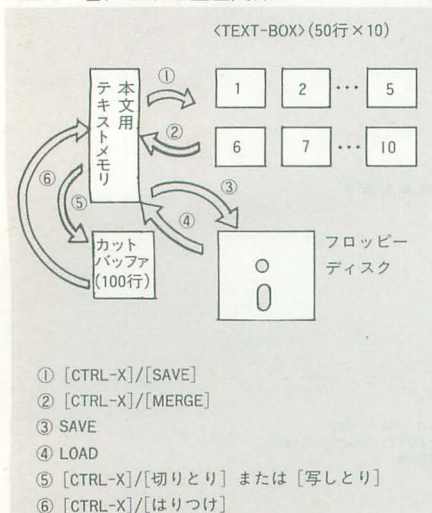 〈TEXT-BOX〉(50行×10)
本文用
テキストメモリ
①
②
1
2
…
5
6
7
…
10
⑥
⑤
③
④
カット
バッファ
(100行)
フロッピー
ディスク
① [CTRL-X]/[SAVE]
② [CTRL-X]/[MERGE]
③ SAVE
④ LOAD
⑤ [CTRL-X]/[切りとり] または [写しとり]
⑥ [CTRL-X]/[はりつけ]